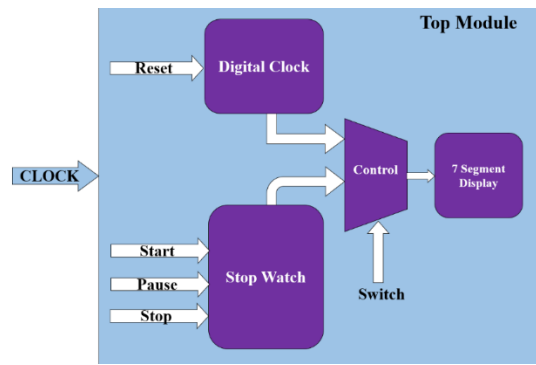 Top Module
Digital Clock
Reset
CLOCK
Control
7 Segment
Display
Start
Pause
Stop
Stop Watch
Switch